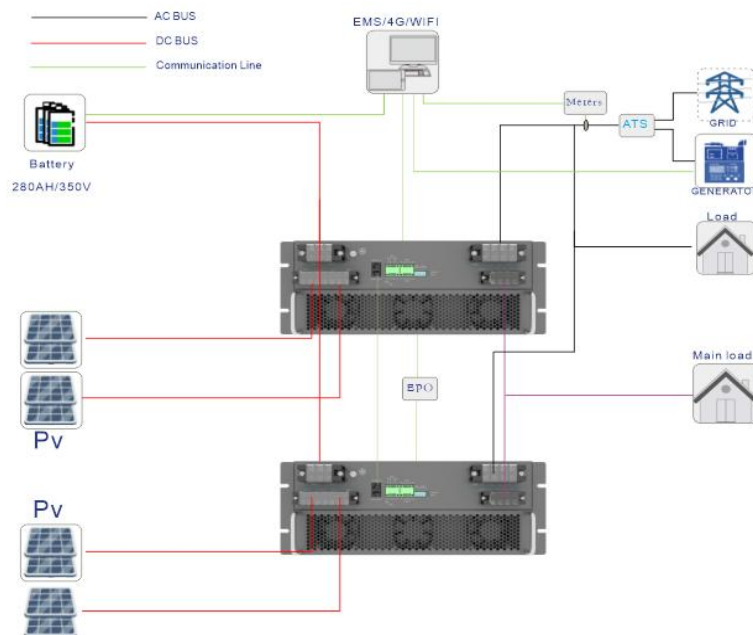 AC BUS
DC BUS
Communication Line
EMS/4G/WIFI
Meters
ATS
GRID
GENERATO
Battery
280AH/350V
Load
Main load
EPO
Pv
Pv